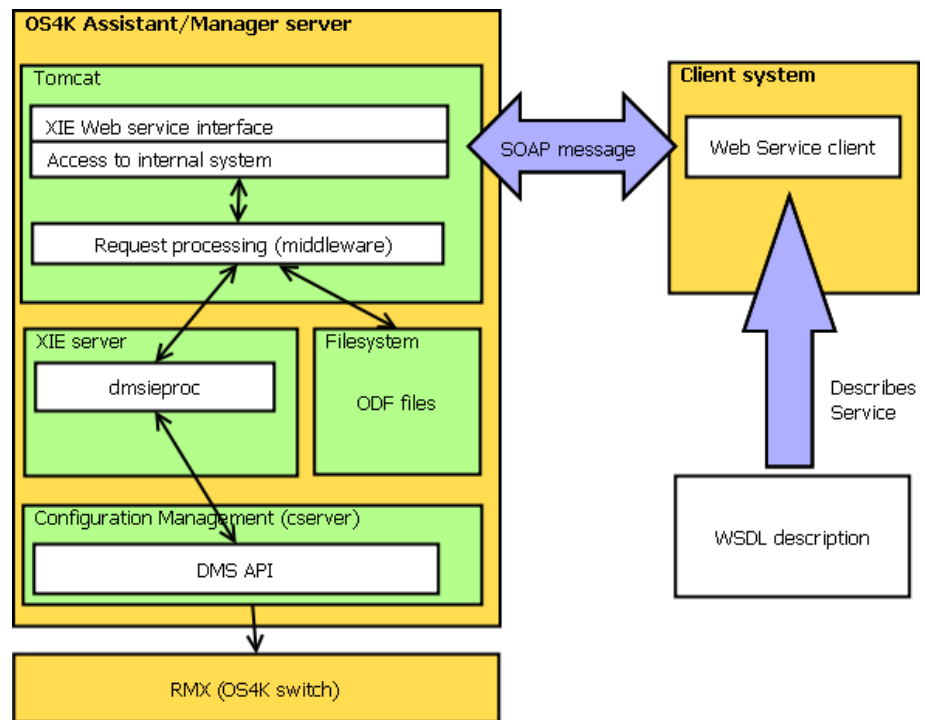 OS4K Assistant/Manager server
Tomcat
XIE Web service interface
Access to internal system
Request processing (middleware)
XIE server
dmsieproc
Filesystem
ODF files
Configuration Management (cserver)
DMS API
RMX (OS4K switch)
SOAP message
Client system
Web Service client
Describes
Service
WSDL description